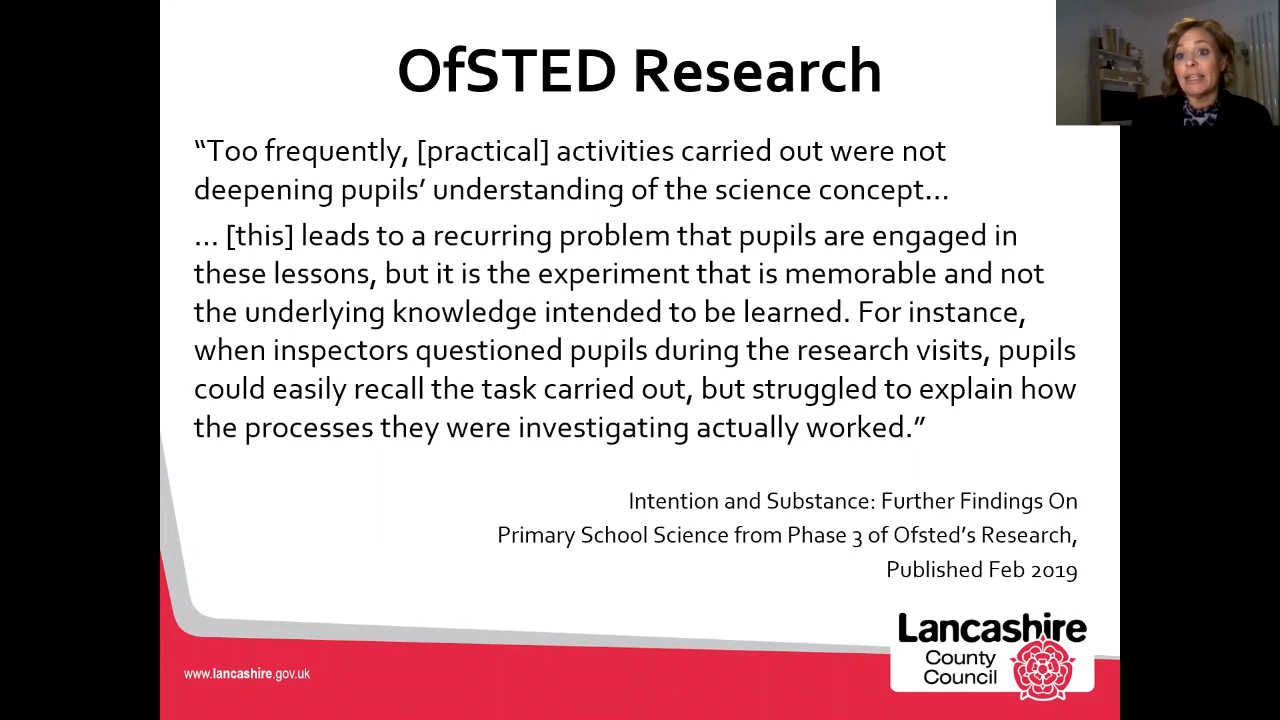 OfSTED Research
“Too frequently, [practical] activities carried out were not
deepening pupils’ understanding of the science concept...
... [this] leads to a recurring problem that pupils are engaged in
these lessons, but it is the experiment that is memorable and not
the underlying knowledge intended to be learned. For instance,
when inspectors questioned pupils during the research visits, pupils
could easily recall the task carried out, but struggled to explain how
the processes they were investigating actually worked.”
Intention and Substance: Further Findings On
Primary School Science from Phase 3 of Ofsted’s Research,
Published Feb 2019
www.lancashire.gov.uk
Lancashire
County
Council